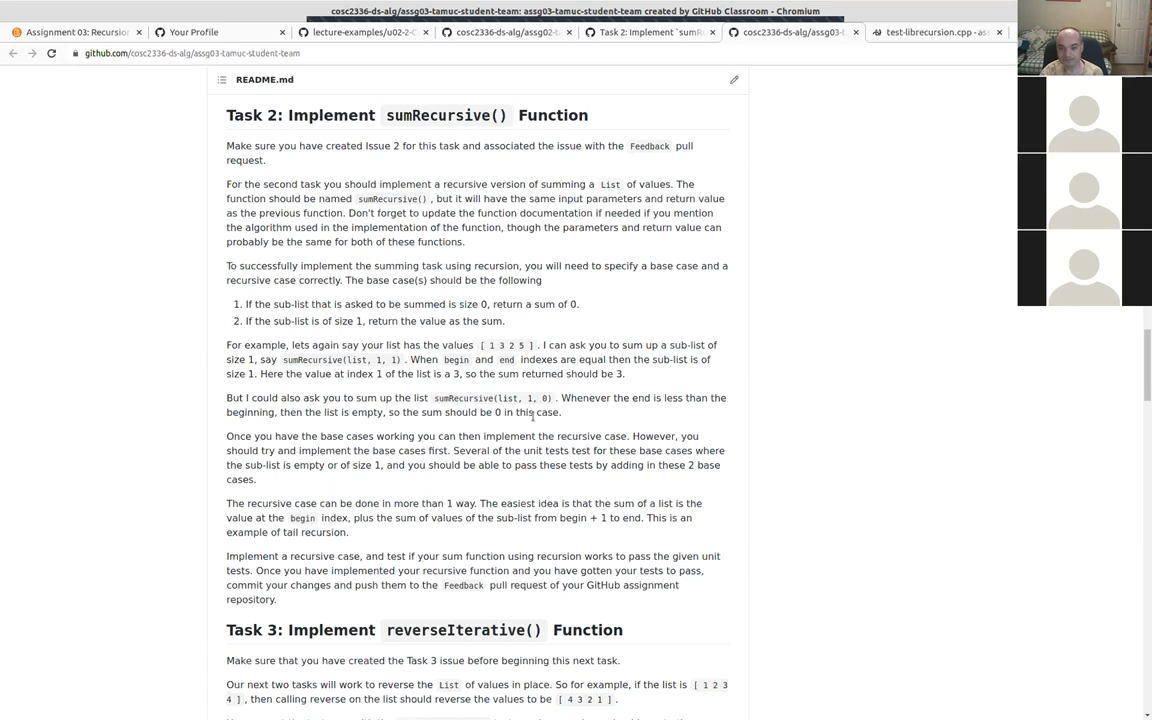 cosc2336-ds-alg/assg03-tamuc-student-team: assg03-tamuc-student-team created by GitHub Classroom - Chromium
Assignment 03: Recursio
Your Profile
lecture-examples/u02-2-C
cosc2336-ds-alg/assg02-t
Task 2: Implement `sumR
cosc2336-ds-alg/assg03-t
test-librecursion.cpp - as
github.com/cosc2336-ds-alg/assg03-tamuc-student-team
README.md
Task 2: Implement sumRecursive() Function
Make sure you have created Issue 2 for this task and associated the issue with the Feedback pull
request.
For the second task you should implement a recursive version of summing a List of values. The
function should be named sumRecursive() , but it will have the same input parameters and return value
as the previous function. Don't forget to update the function documentation if needed if you mention
the algorithm used in the implementation of the function, though the parameters and return value can
probably be the same for both of these functions.
To successfully implement the summing task using recursion, you will need to specify a base case and a
recursive case correctly. The base case(s) should be the following
1. If the sub-list that is asked to be summed is size 0, return a sum of 0.
2. If the sub-list is of size 1, return the value as the sum.
For example, lets again say your list has the values [ 1 3 2 5 ] . I can ask you to sum up a sub-list of
size 1, say sumRecursive(list, 1, 1) . When begin and end indexes are equal then the sub-list is of
size 1. Here the value at index 1 of the list is a 3, so the sum returned should be 3.
But I could also ask you to sum up the list sumRecursive(list, 1, 0) . Whenever the end is less than the
beginning, then the list is empty, so the sum should be 0 in this case.
Once you have the base cases working you can then implement the recursive case. However, you
should try and implement the base cases first. Several of the unit tests test for these base cases where
the sub-list is empty or of size 1, and you should be able to pass these tests by adding in these 2 base
cases.
The recursive case can be done in more than 1 way. The easiest idea is that the sum of a list is the
value at the begin index, plus the sum of values of the sub-list from begin + 1 to end. This is an
example of tail recursion.
Implement a recursive case, and test if your sum function using recursion works to pass the given unit
tests. Once you have implemented your recursive function and you have gotten your tests to pass,
commit your changes and push them to the Feedback pull request of your GitHub assignment
repository.
Task 3: Implement reverseIterative() Function
Make sure that you have created the Task 3 issue before beginning this next task.
Our next two tasks will work to reverse the List of values in place. So for example, if the list is [ 1 2 3
4 ] , then calling reverse on the list should reverse the values to be [ 4 3 2 1 ] .